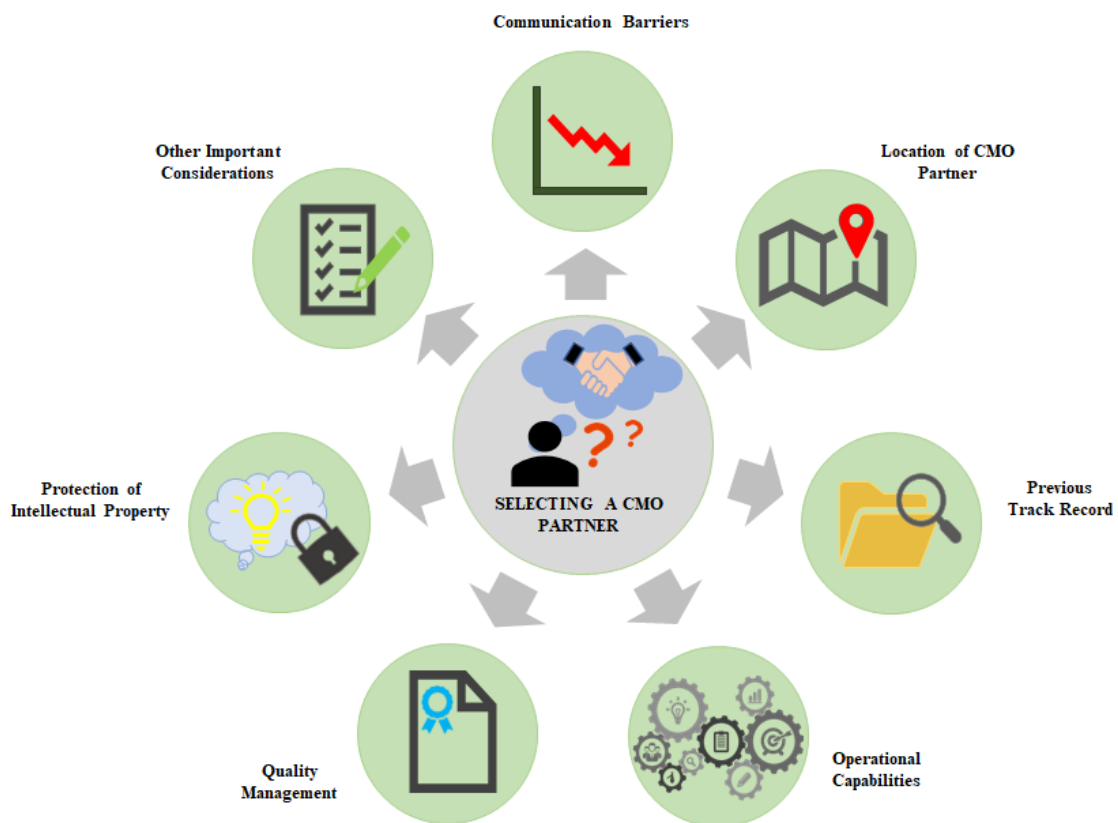 Communication Barriers
Other Important
Considerations
Location of CMO
Partner
SELECTING A CMO
PARTNER
Protection of
Intellectual Property
Previous
Track Record
Quality
Management
Operational
Capabilities